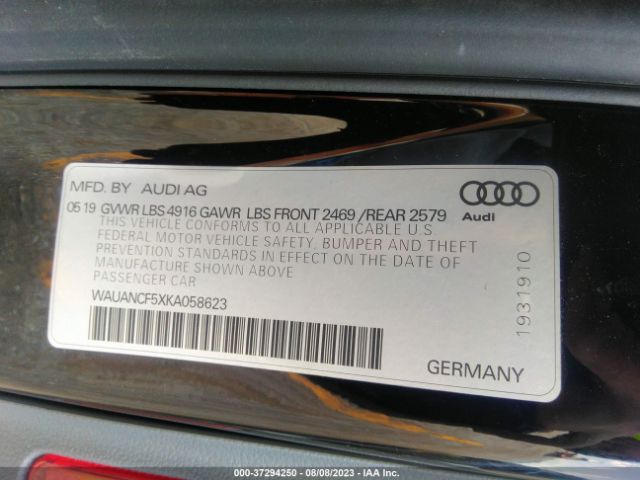 MFD. BY AUDI AG
Audi
05 19 GVWR LBS 4916 GAWR LBS FRONT 2469 /REAR 2579
THIS VEHICLE CONFORMS TO ALL APPLICABLE U.S.
FEDERAL MOTOR VEHICLE SAFETY. BUMPER AND THEFT
PREVENTION STANDARDS IN EFFECT ON THE DATE OF
MANUFACTURE SHOWN ABOVE
PASSENGER CAR
WAUANCF5XKA058623
1931910
GERMANY
000-37294250 - 08/08/2023 - IAA Inc.